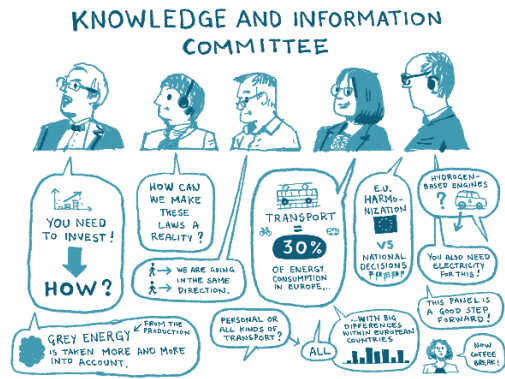 KNOWLEDGE AND INFORMATION
COMMITTEE
YOU NEED
TO INVEST!
HOW?
HOW CAN
WE MAKE
THESE
LAWS A
REALITY?
WE ARE GOING
IN THE SAME
DIRECTION.
TRANSPORT
=
30%
OF ENERGY
CONSUMPTION
IN EUROPE...
E.U.
HARMO-
NIZATION
VS
NATIONAL
DECISIONS
HYDROGEN-
BASED ENGINES
?
YOU ALSO NEED
ELECTRICITY
FOR THIS!
GREY ENERGY
FROM THE
PRODUCTION
IS TAKEN MORE AND MORE
INTO ACCOUNT.
PERSONAL OR
ALL KINDS OF
TRANSPORT?
ALL
...WITH BIG
DIFFERENCES
WITHIN EUROPEAN
COUNTRIES
THIS PANEL IS
A GOOD STEP
FORWARD!
NOW
COFFEE
BREAK!